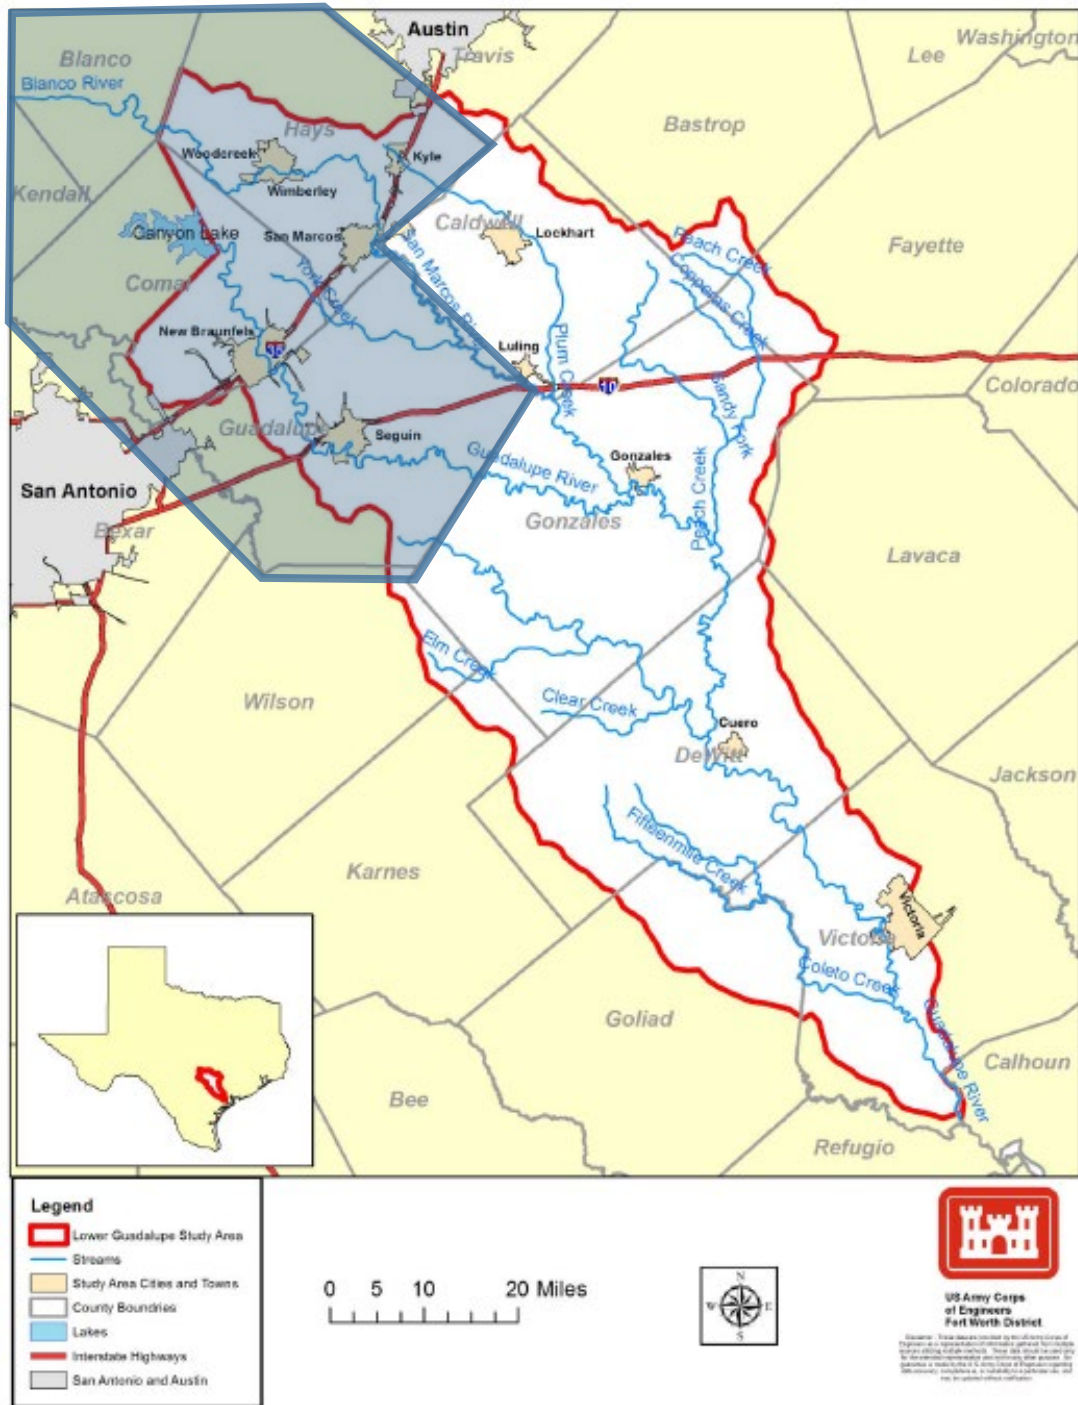 Austin
Travis
Lee
Washington
Blanco
Blanco River
Hays
Bastrop
Woodcreek
Kyle
Wimberley
Kendall
Caldwell
Lockhart
Peach Creek
Fayette
Canyon Lake
San Marcos
San Marcos River
Copperas Creek
Comal
York Creek
New Braunfels
35
Luling
Plum Creek
10
Colorado
Sandy Fork
Guadalupe
Seguin
Guadalupe River
Gonzales
Peach Creek
San Antonio
Bexar
Gonzales
Lavaca
Elm Creek
Wilson
Clear Creek
Cuero
DeWitt
Jackson
Fifteenmile Creek
Karnes
Atascosa
Victoria
Victoria
Coleto Creek
Goliad
Guadalupe River
Calhoun
Bee
Refugio
Legend
Lower Guadalupe Study Area
Streams
Study Area Cities and Towns
County Boundries
Lakes
Interstate Highways
San Antonio and Austin
0 5 10 20 Miles
N
W E
S
US Army Corps
of Engineers
Fort Worth District